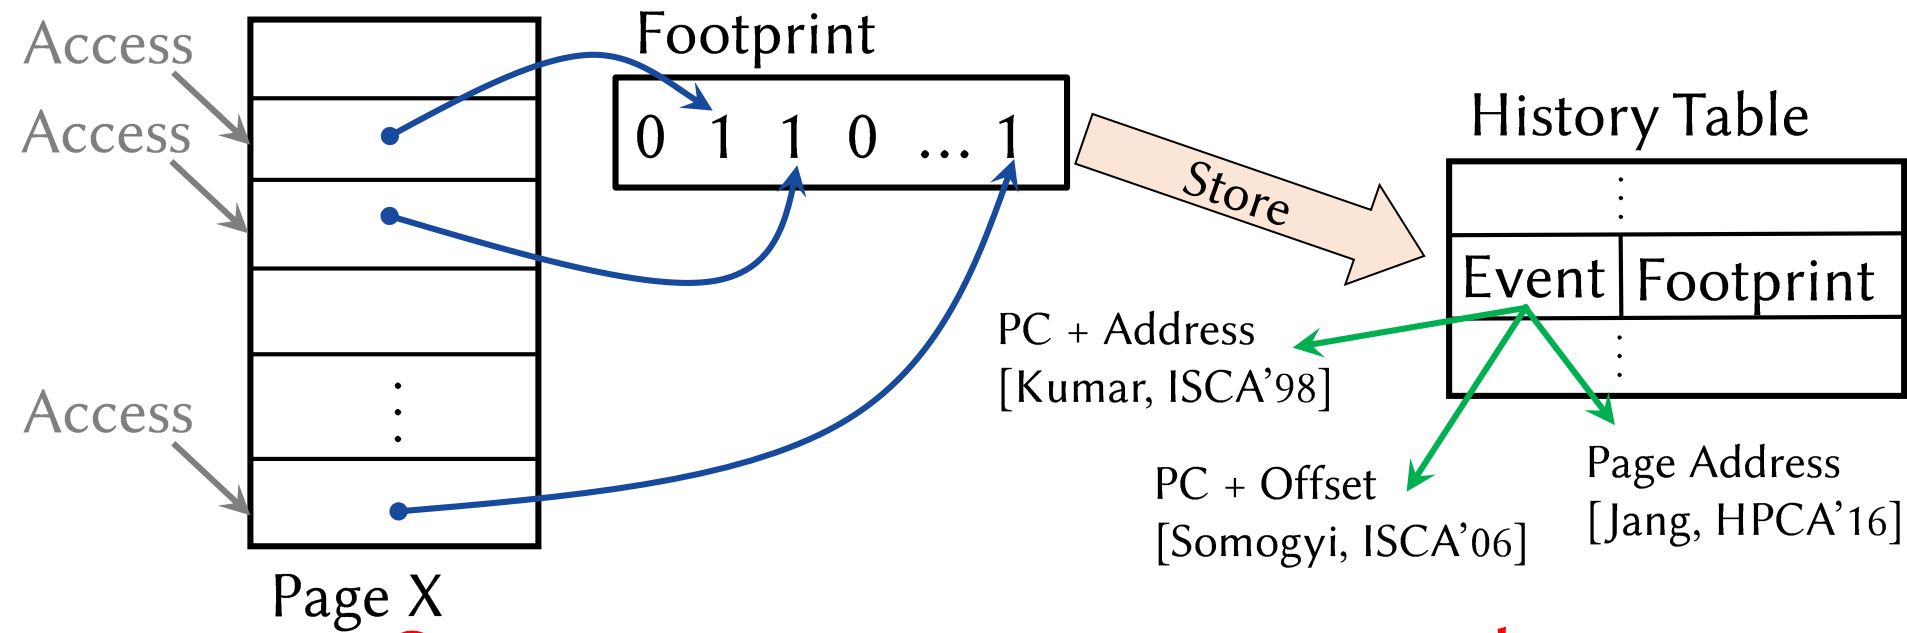 Access
Access
Access
Page X
Footprint
0 1 1 0 ... 1
Store
History Table
⋮
Event Footprint
⋮
PC + Address
[Kumar, ISCA’98]
PC + Offset
[Somogyi, ISCA’06]
Page Address
[Jang, HPCA’16]